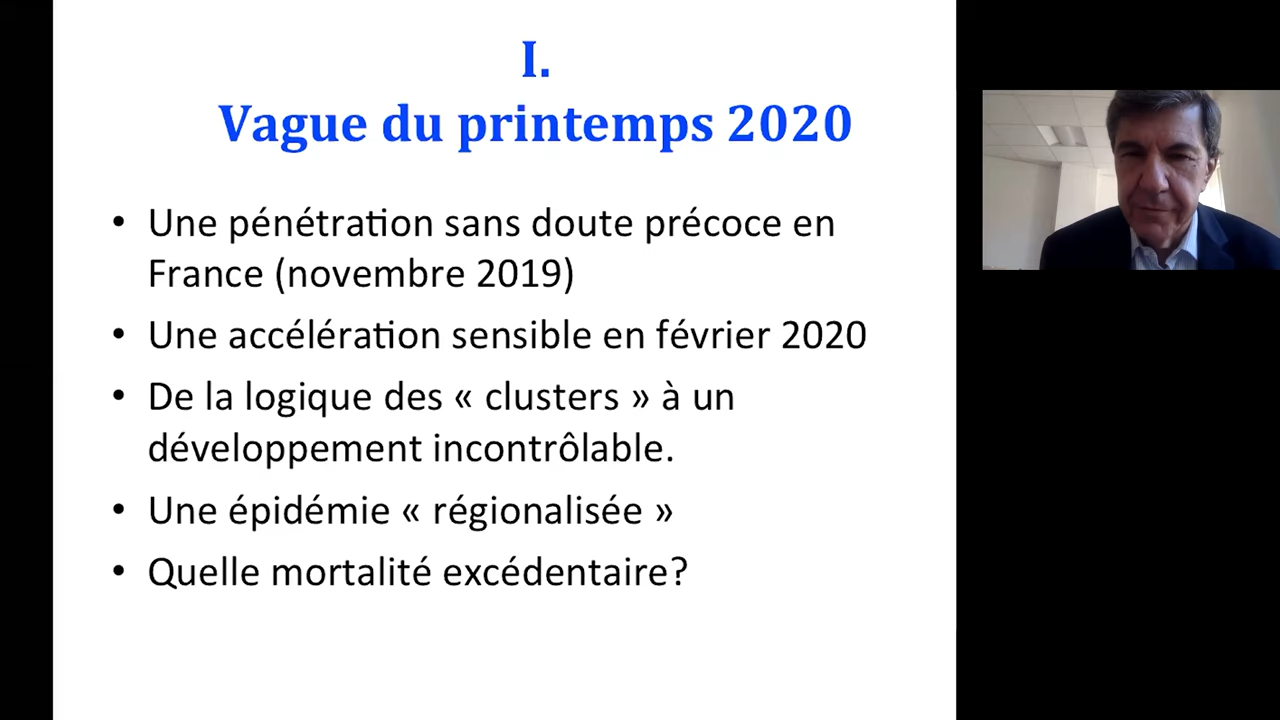 I.
Vague du printemps 2020
• Une pénétration sans doute précoce en
France (novembre 2019)
• Une accélération sensible en février 2020
• De la logique des « clusters » à un
développement incontrôlable.
• Une épidémie « régionalisée »
• Quelle mortalité excédentaire?